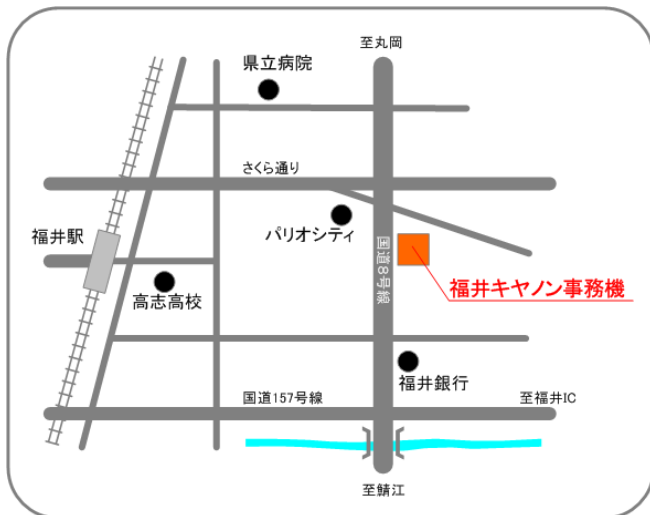 至丸岡
県立病院
さくら通り
福井駅
パリオシティ
国道8号線
福井キヤノン事務機
高志高校
福井銀行
国道157号線
至福井IC
至鯖江